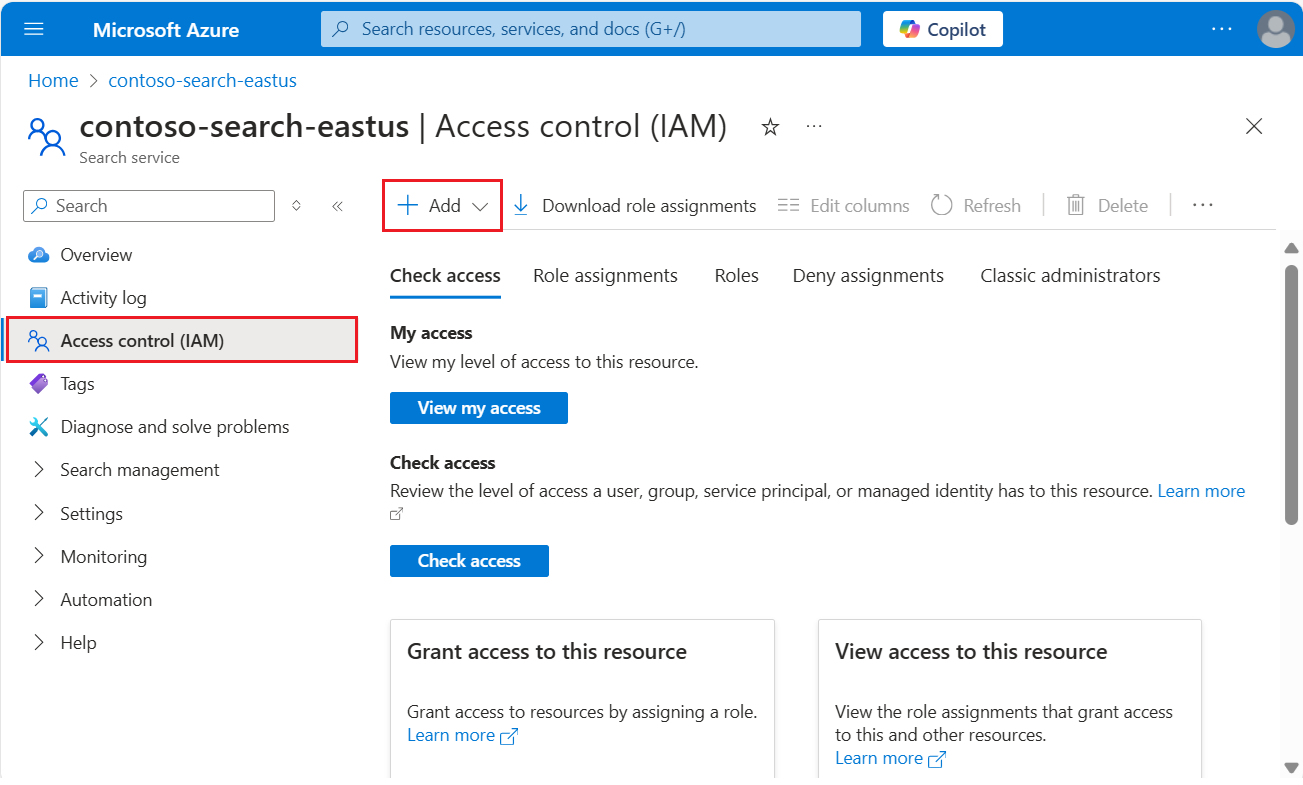 Microsoft Azure
Search resources, services, and docs (G+/)
Copilot
Home > contoso-search-eastus
contoso-search-eastus | Access control (IAM)
Search service
Search
Add
Download role assignments
Edit columns
Refresh
Delete
Overview
Activity log
Access control (IAM)
Tags
Diagnose and solve problems
Search management
Settings
Monitoring
Automation
Help
Check access
Role assignments
Roles
Deny assignments
Classic administrators
My access
View my level of access to this resource.
View my access
Check access
Review the level of access a user, group, service principal, or managed identity has to this resource. Learn more
Check access
Grant access to this resource
Grant access to resources by assigning a role.
Learn more
View access to this resource
View the role assignments that grant access
to this and other resources.
Learn more